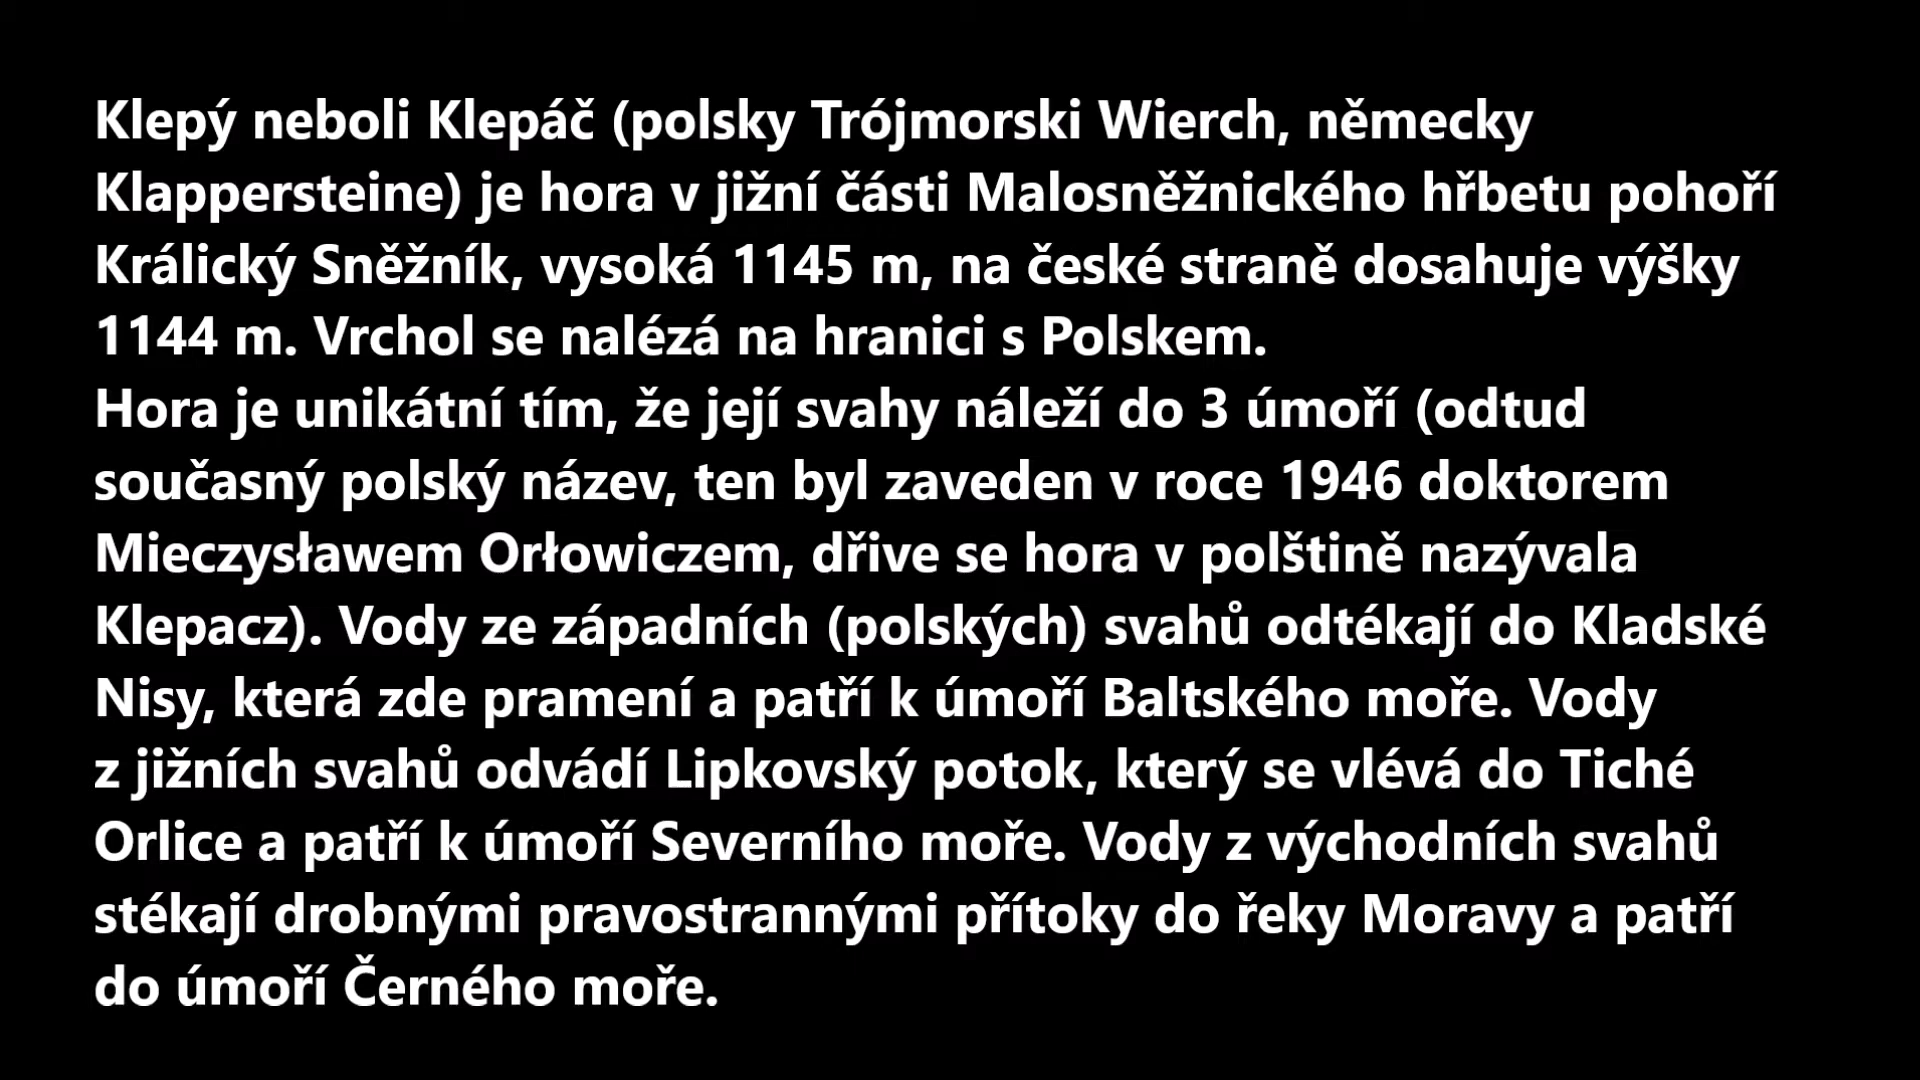 Klepý neboli Klepáč (polsky Trójmorski Wierch, německy
Klappersteine) je hora v jižní části Malosněžnického hřbetu pohoří
Králický Sněžník, vysoká 1145 m, na české straně dosahuje výšky
1144 m. Vrchol se nalézá na hranici s Polskem.
Hora je unikátní tím, že její svahy náleží do 3 úmoří (odtud
současný polský název, ten byl zaveden v roce 1946 doktorem
Mieczysławem Orłowiczem, dřive se hora v polštině nazývala
Klepacz). Vody ze západních (polských) svahů odtékají do Kladské
Nisy, která zde pramení a patří k úmoří Baltského moře. Vody
z jižních svahů odvádí Lipkovský potok, který se vlévá do Tiché
Orlice a patří k úmoří Severního moře. Vody z východních svahů
stékají drobnými pravostrannými přítoky do řeky Moravy a patří
do úmoří Černého moře.